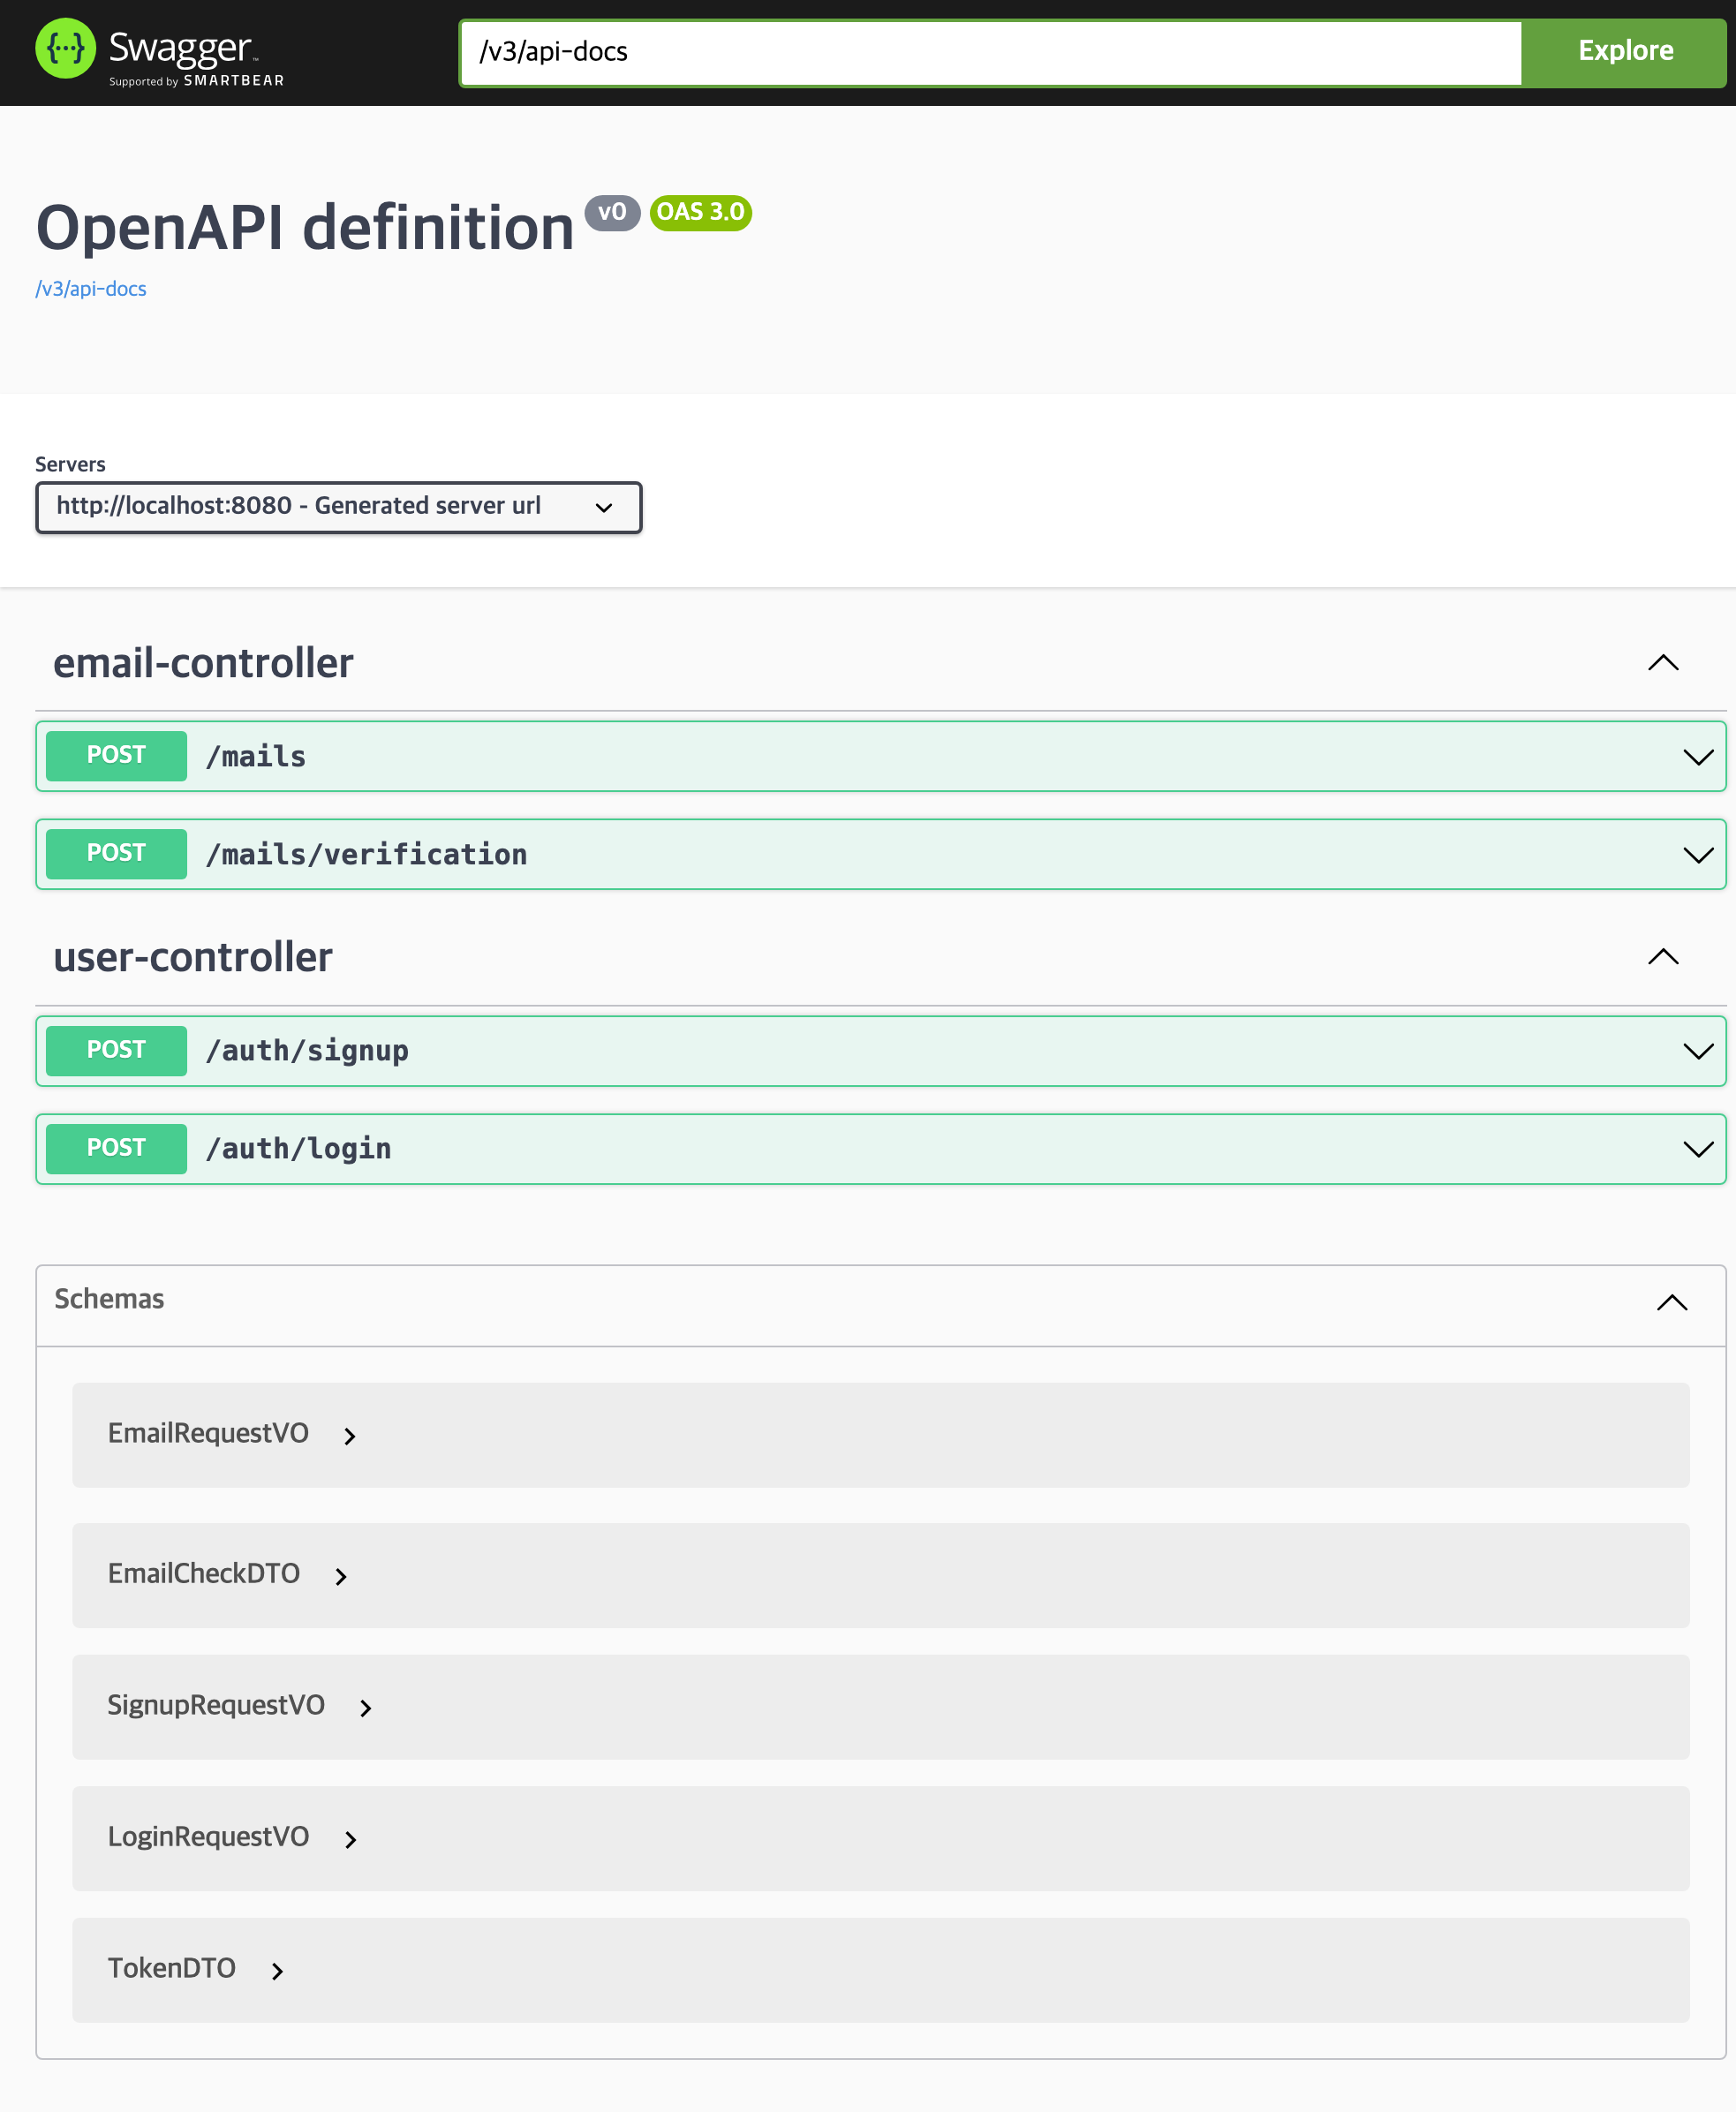 {···} Swagger™
Supported by SMARTBEAR
/v3/api-docs
Explore
OpenAPI definition v0 OAS 3.0
/v3/api-docs
Servers
http://localhost:8080 - Generated server url
email-controller
POST /mails
POST /mails/verification
user-controller
POST /auth/signup
POST /auth/login
Schemas
EmailRequestVO
EmailCheckDTO
SignupRequestVO
LoginRequestVO
TokenDTO